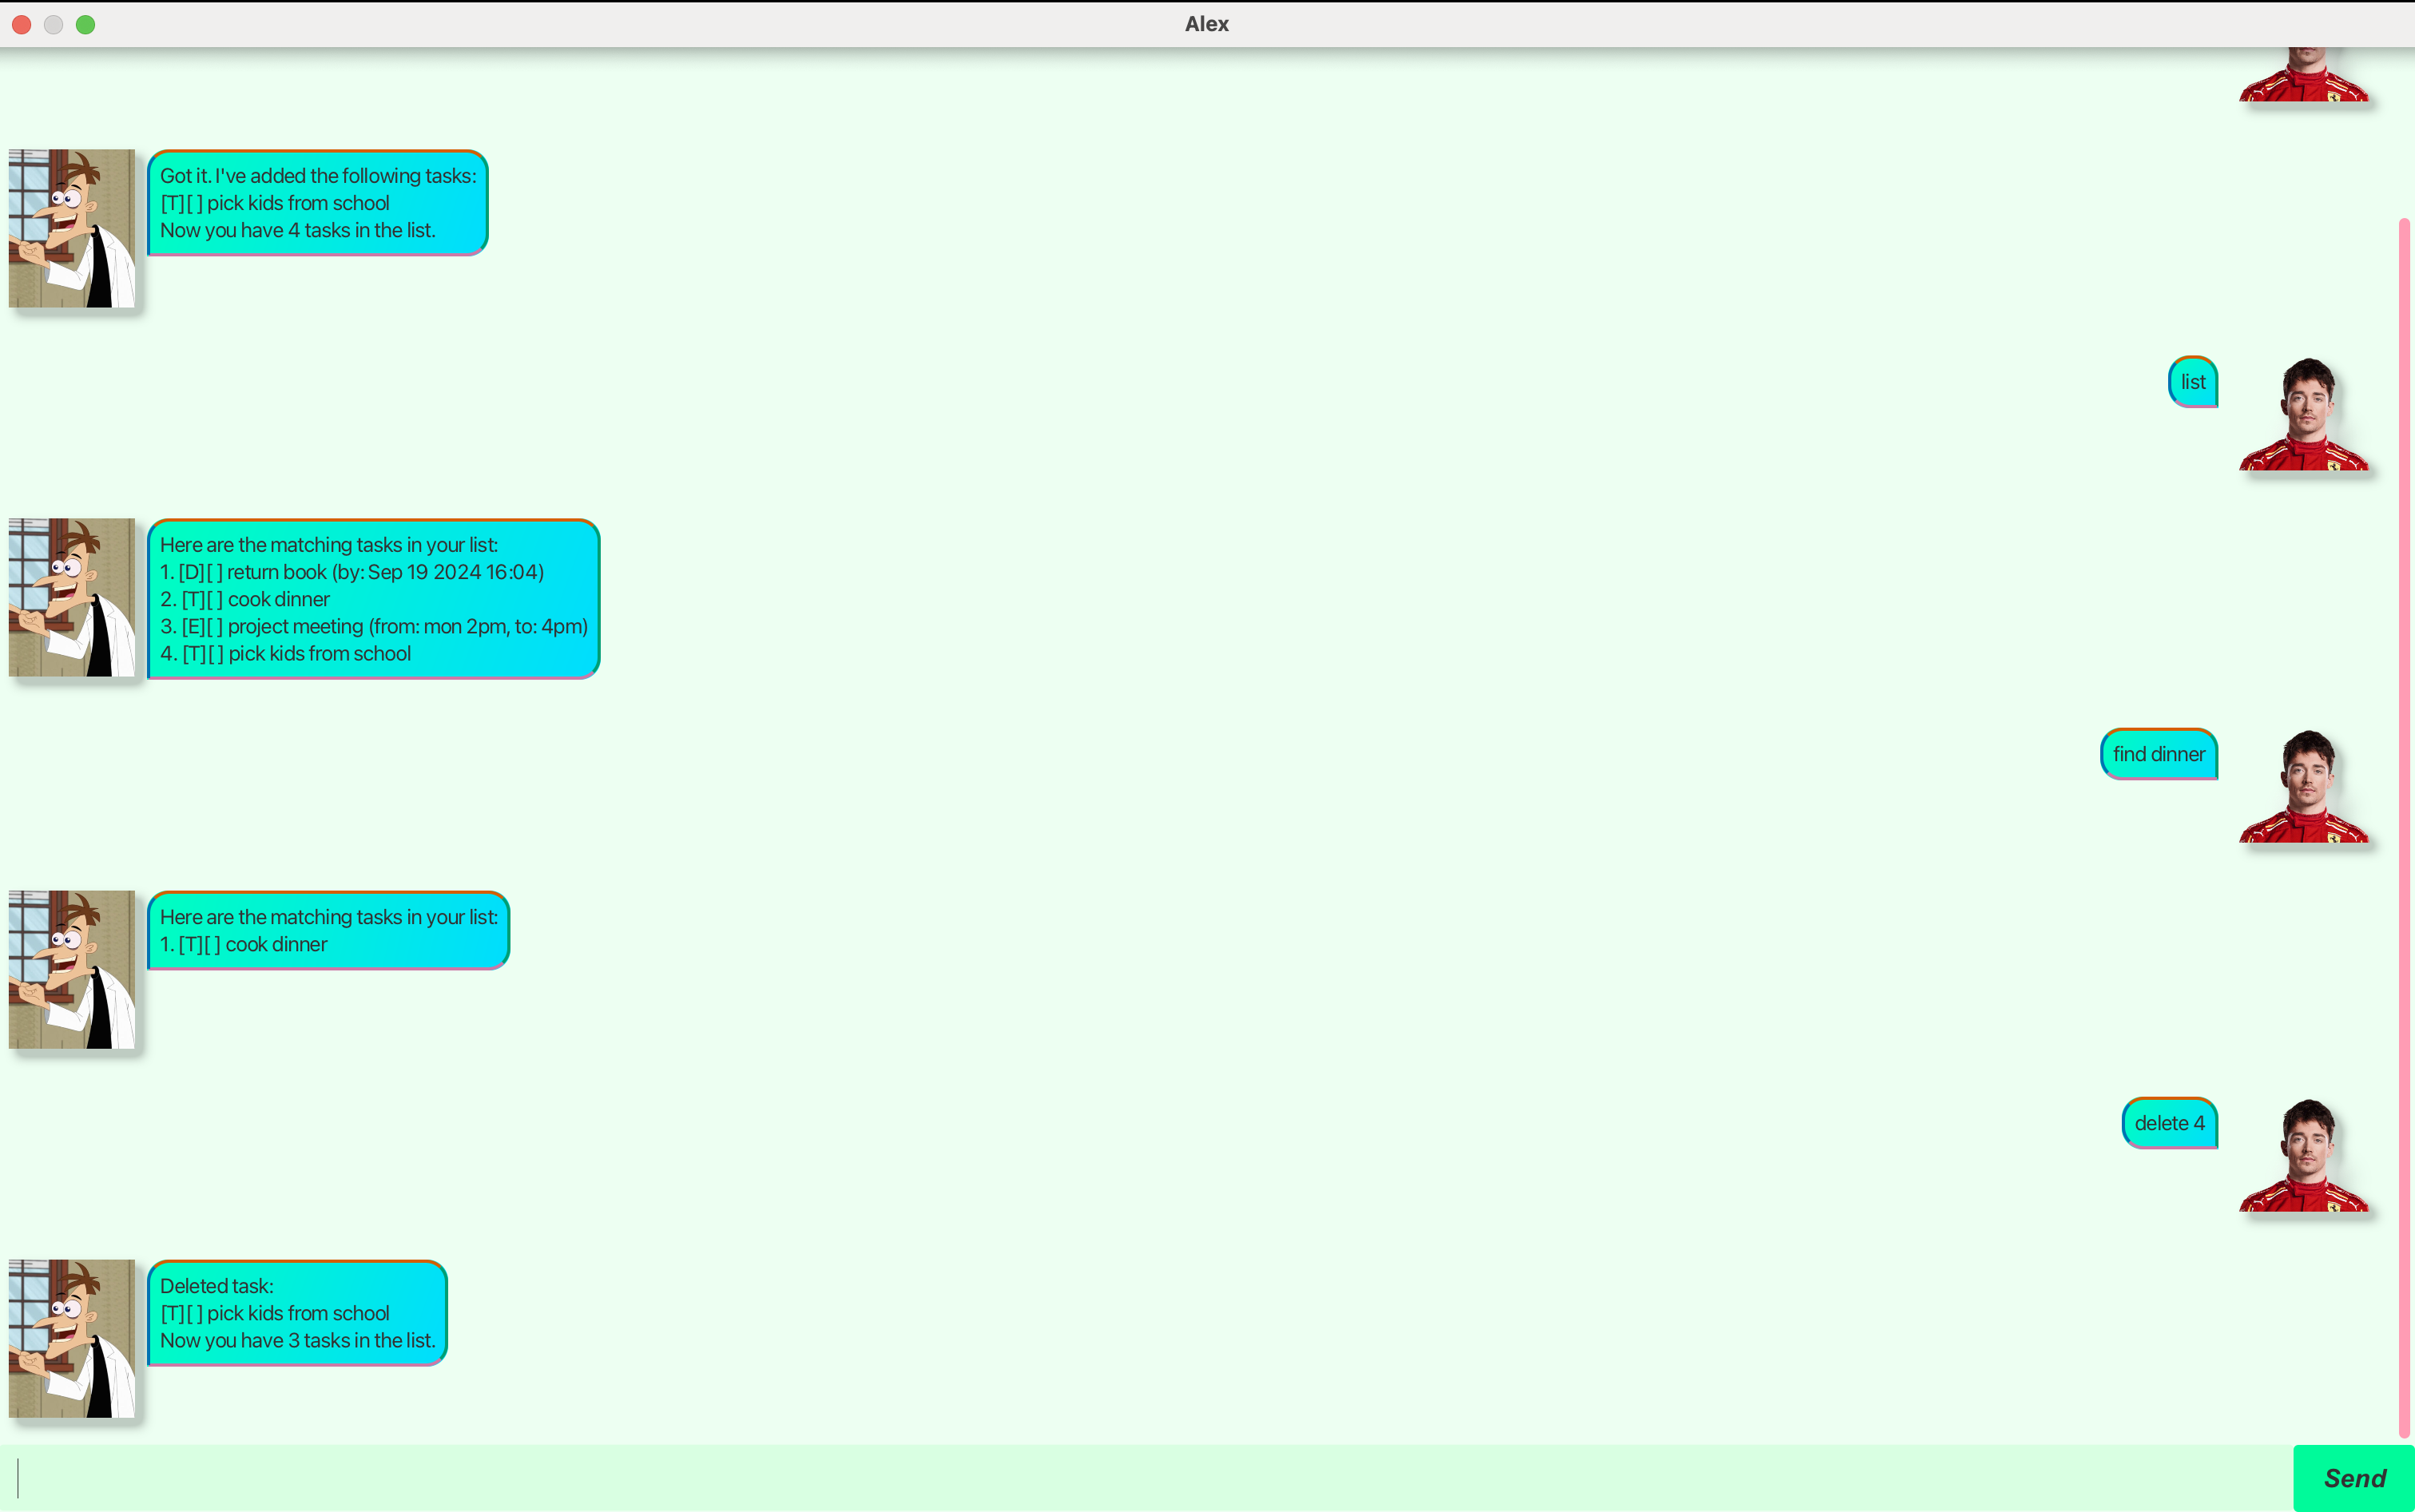 Alex
Got it. I've added the following tasks:
[T][ ] pick kids from school
Now you have 4 tasks in the list.
list
Here are the matching tasks in your list:
1. [D][ ] return book (by: Sep 19 2024 16:04)
2. [T][ ] cook dinner
3. [E][ ] project meeting (from: mon 2pm, to: 4pm)
4. [T][ ] pick kids from school
find dinner
Here are the matching tasks in your list:
1. [T][ ] cook dinner
delete 4
Deleted task:
[T][ ] pick kids from school
Now you have 3 tasks in the list.
Send